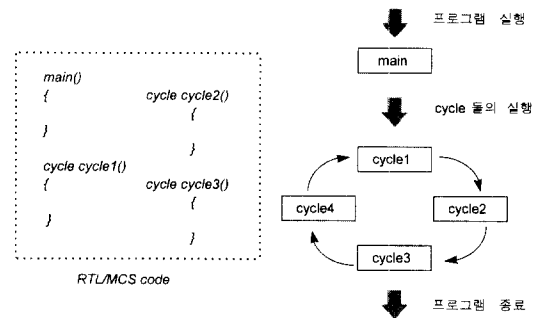 main()
{
}
cycle cycle1()
{
}
cycle cycle2()
{
}
cycle cycle3()
{
}
RTL/MCS code
프로그램 실행
main
cycle 들의 실행
cycle1
cycle2
cycle3
cycle4
프로그램 종료